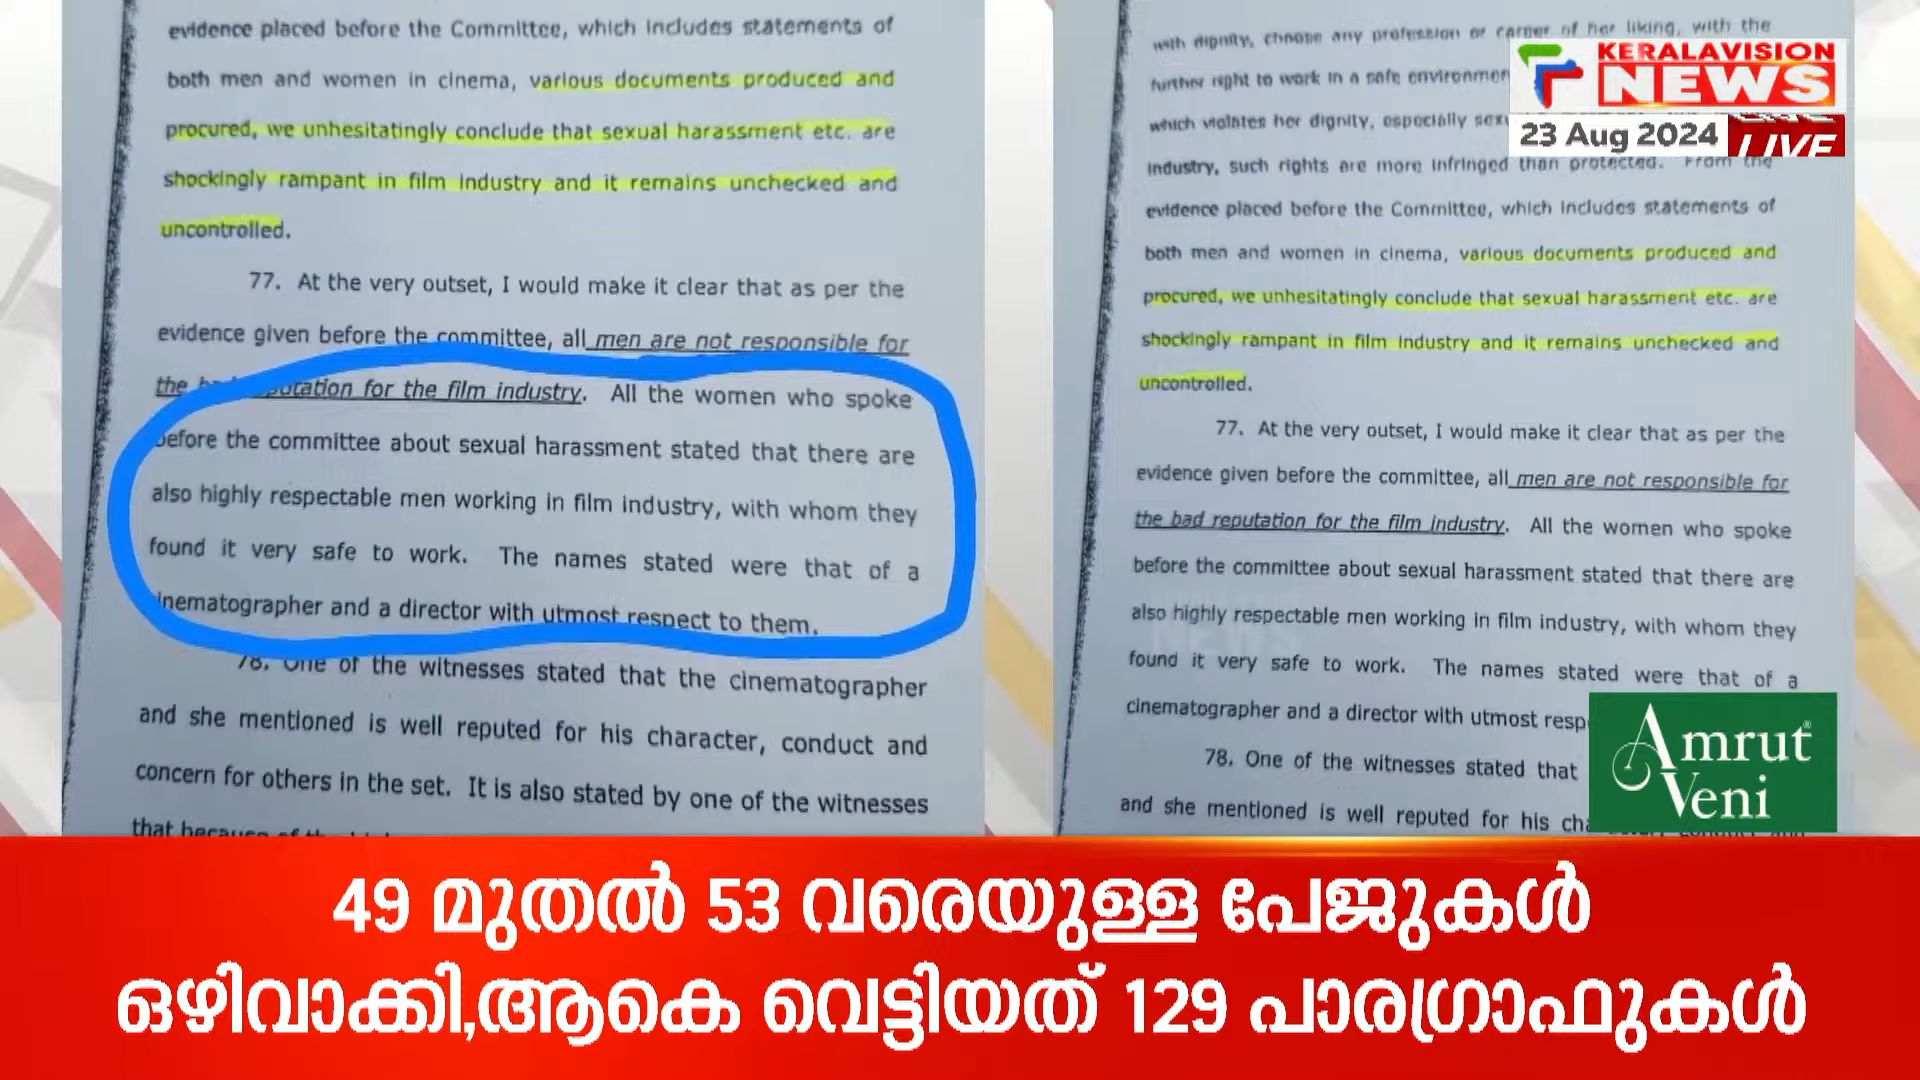 evidence placed before the Committee, which includes statements of
both men and women in cinema, various documents produced and
procured, we unhesitatingly conclude that sexual harassment etc. are
shockingly rampant in film industry and it remains unchecked and
uncontrolled.
77. At the very outset, I would make it clear that as per the
evidence given before the committee, all men are not responsible for
the bad reputation for the film industry. All the women who spoke
before the committee about sexual harassment stated that there are
also highly respectable men working in film industry, with whom they
found it very safe to work. The names stated were that of a
cinematographer and a director with utmost respect to them.
78. One of the witnesses stated that the cinematographer
and she mentioned is well reputed for his character, conduct and
concern for others in the set. It is also stated by one of the witnesses
that because of the
with dignity, choose any profession or career of her liking, with the
further right to work in a safe environment
which violates her dignity, especially
industry, such rights are more infringed than protected. From the
evidence placed before the Committee, which includes statements of
both men and women in cinema, various documents produced and
procured, we unhesitatingly conclude that sexual harassment etc. are
shockingly rampant in film industry and it remains unchecked and
uncontrolled.
77. At the very outset, I would make it clear that as per the
evidence given before the committee, all men are not responsible for
the bad reputation for the film industry. All the women who spoke
before the committee about sexual harassment stated that there are
also highly respectable men working in film industry, with whom they
found it very safe to work. The names stated were that of a
cinematographer and a director with utmost
78. One of the witnesses stated that
and she mentioned is well reputed for his
KERALAVISION
NEWS
23 Aug 2024
LIVE
Amrut
Veni
49 മുതൽ 53 വരെയുള്ള പേജുകൾ
ഒഴിവാക്കി,ആകെ വെട്ടിയത് 129 പാരഗ്രാഫുകൾ